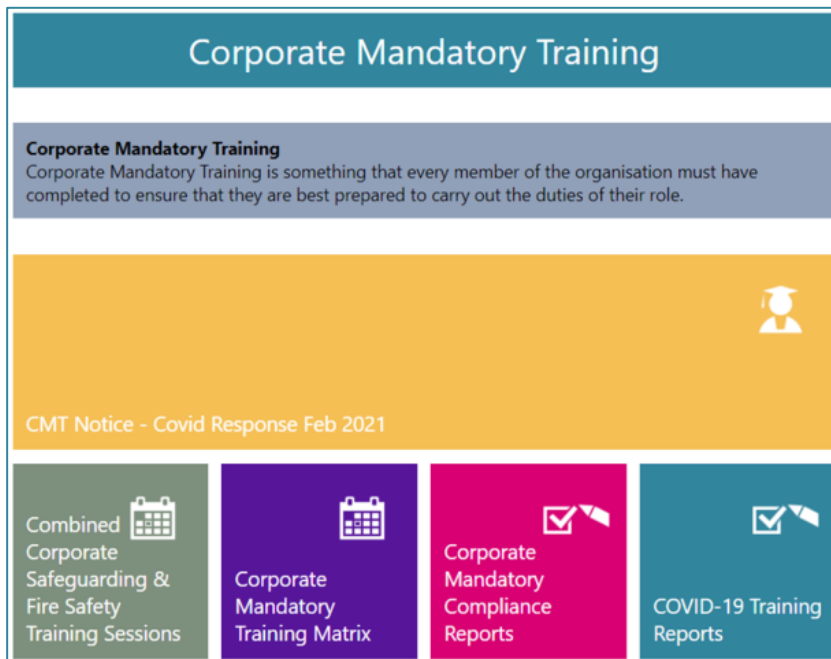 Corporate Mandatory Training
Corporate Mandatory Training
Corporate Mandatory Training is something that every member of the organisation must have
completed to ensure that they are best prepared to carry out the duties of their role.
CMT Notice - Covid Response Feb 2021
Combined
Corporate
Safeguarding &
Fire Safety
Training Sessions
Corporate
Mandatory
Training Matrix
Corporate
Mandatory
Compliance
Reports
COVID-19 Training
Reports